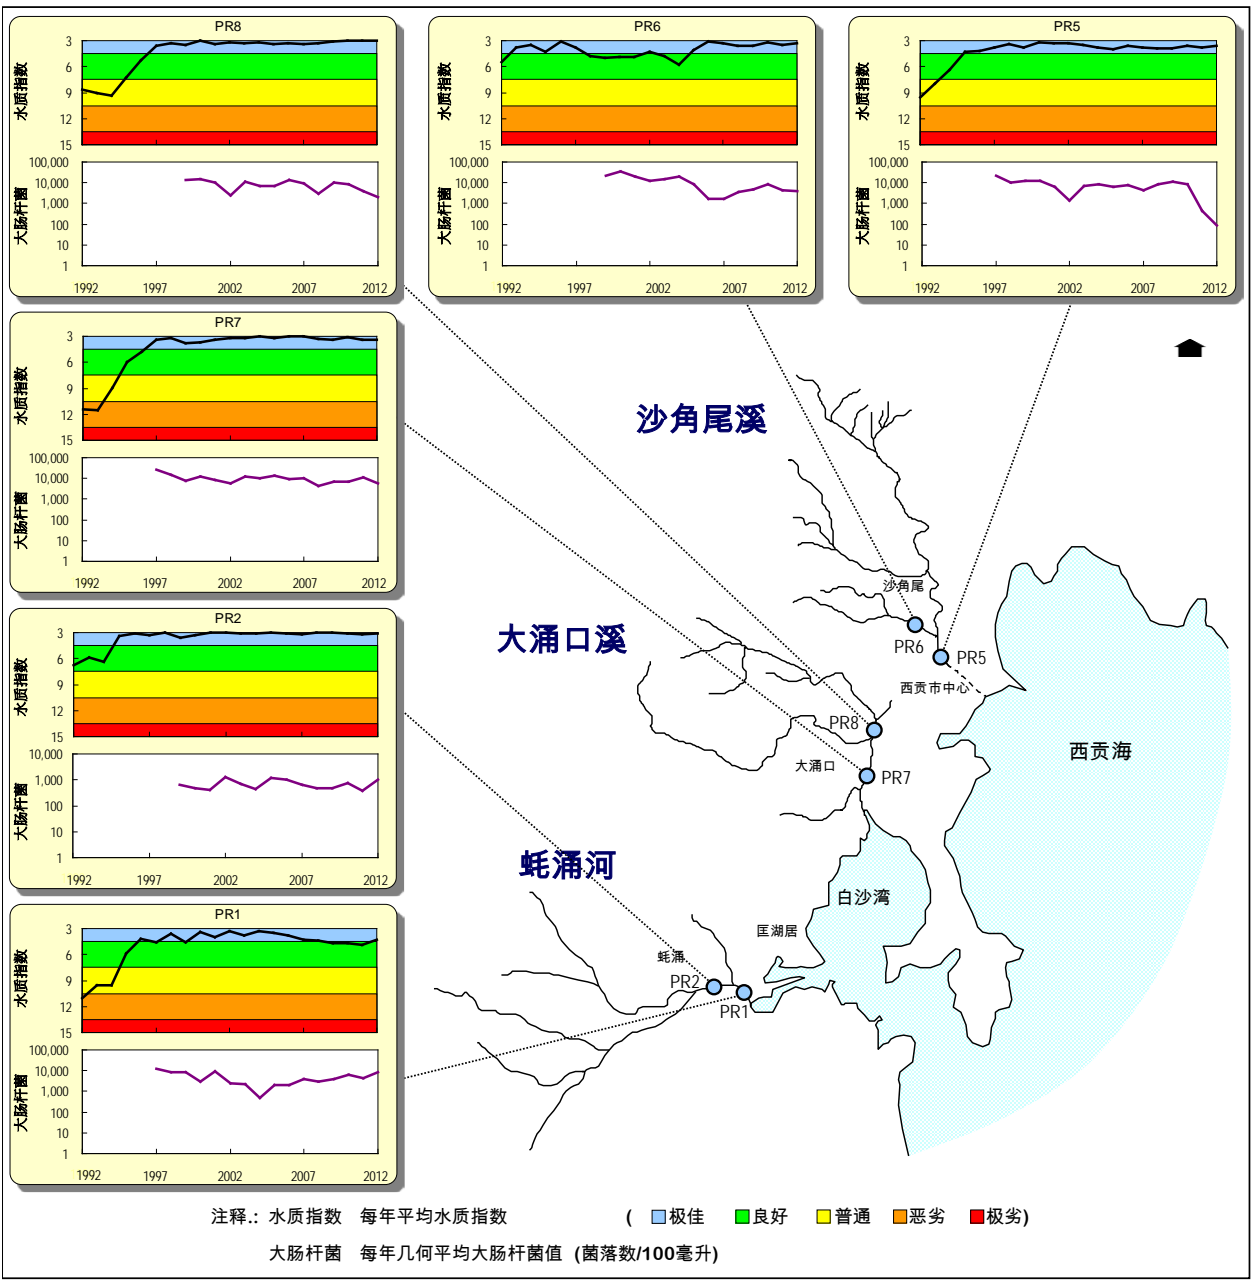 PR8
水质指数
3
6
9
12
15
大肠杆菌
100,000
10,000
1,000
100
10
1
1992 1997 2002 2007 2012
PR6
水质指数
3
6
9
12
15
大肠杆菌
100,000
10,000
1,000
100
10
1
1992 1997 2002 2007 2012
PR5
水质指数
3
6
9
12
15
大肠杆菌
100,000
10,000
1,000
100
10
1
1992 1997 2002 2007 2012
PR7
水质指数
3
6
9
12
15
大肠杆菌
100,000
10,000
1,000
100
10
1
1992 1997 2002 2007 2012
PR2
水质指数
3
6
9
12
15
大肠杆菌
10,000
1,000
100
10
1
1992 1997 2002 2007 2012
PR1
水质指数
3
6
9
12
15
大肠杆菌
100,000
10,000
1,000
100
10
1
1992 1997 2002 2007 2012
沙角尾溪
沙角尾
PR6
PR5
西贡市中心
大涌口溪
PR8
大涌口
PR7
西贡海
蚝涌河
白沙湾
匡湖居
蚝涌
PR2
PR1
注释.: 水质指数 每年平均水质指数 ( 极佳 良好 普通 恶劣 极劣)
大肠杆菌 每年几何平均大肠杆菌值 (菌落数/100毫升)